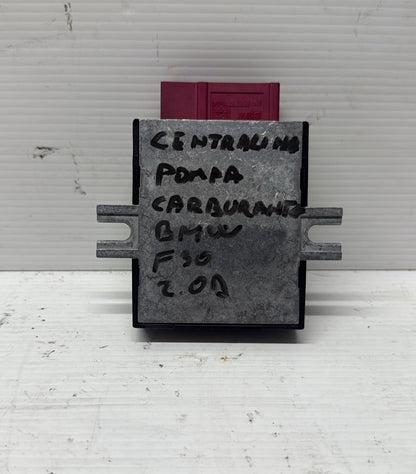 CENTRALINA
POMPA
CARBURANTE
BMW
F30
2.0D